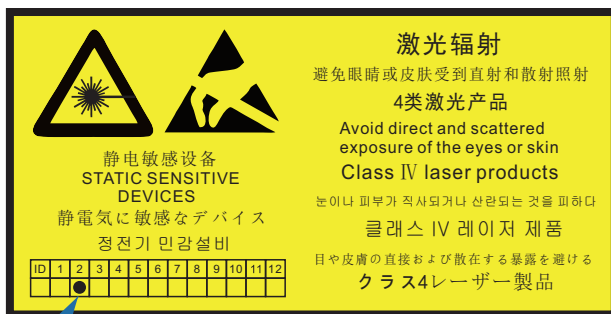 静电敏感设备
STATIC SENSITIVE
DEVICES
静電気に敏感なデバイス
정전기 민감설비
ID 1 2 3 4 5 6 7 8 9 10 11 12
激光辐射
避免眼睛或皮肤受到直射和散射照射
4类激光产品
Avoid direct and scattered
exposure of the eyes or skin
Class Ⅳ laser products
눈이나 피부가 직사되거나 산란되는 것을 피하다
클래스 IV 레이저 제품
目や皮膚の直接および散在する暴露を避ける
クラス4レーザー製品